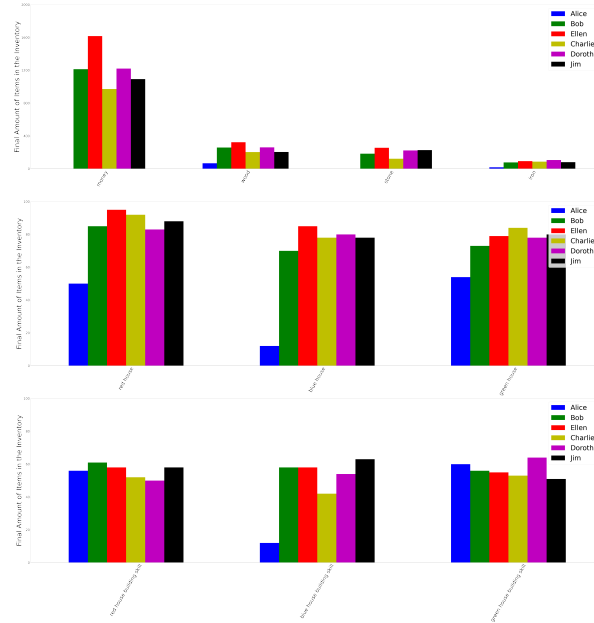 Final Amount of Items in the Inventory
Alice
Bob
Ellen
Charlie
Doroth
Jim
money
wood
stone
iron
Final Amount of Items in the Inventory
Alice
Bob
Ellen
Charlie
Doroth
Jim
red house
blue house
green house
Final Amount of Items in the Inventory
Alice
Bob
Ellen
Charlie
Doroth
Jim
red house building skill
blue house building skill
green house building skill